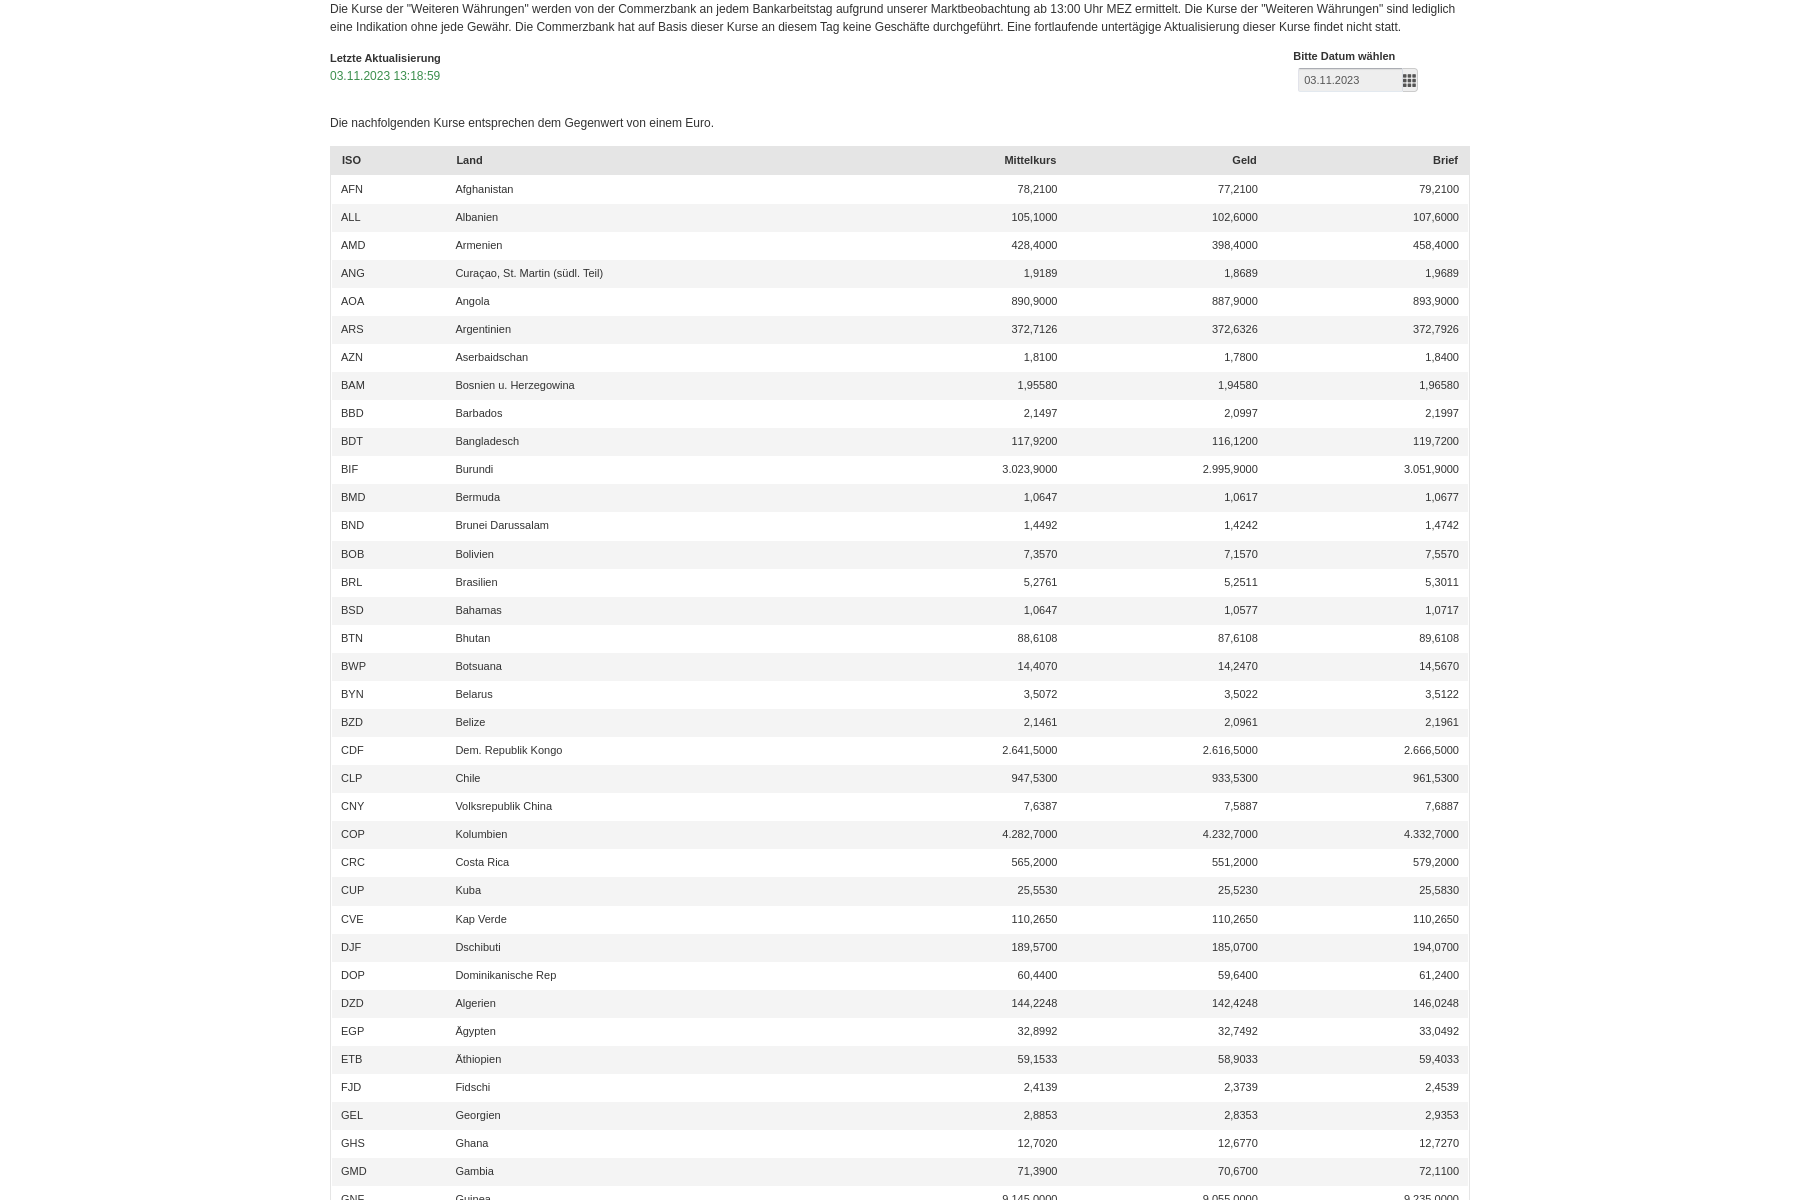 Die Kurse der "Weiteren Währungen" werden von der Commerzbank an jedem Bankarbeitstag aufgrund unserer Marktbeobachtung ab 13:00 Uhr MEZ ermittelt. Die Kurse der "Weiteren Währungen" sind lediglich
eine Indikation ohne jede Gewähr. Die Commerzbank hat auf Basis dieser Kurse an diesem Tag keine Geschäfte durchgeführt. Eine fortlaufende untertägige Aktualisierung dieser Kurse findet nicht statt.
Letzte Aktualisierung
03.11.2023 13:18:59
Bitte Datum wählen
03.11.2023
Die nachfolgenden Kurse entsprechen dem Gegenwert von einem Euro.
ISO Land Mittelkurs Geld Brief
AFN Afghanistan 78,2100 77,2100 79,2100
ALL Albanien 105,1000 102,6000 107,6000
AMD Armenien 428,4000 398,4000 458,4000
ANG Curaçao, St. Martin (südl. Teil) 1,9189 1,8689 1,9689
AOA Angola 890,9000 887,9000 893,9000
ARS Argentinien 372,7126 372,6326 372,7926
AZN Aserbaidschan 1,8100 1,7800 1,8400
BAM Bosnien u. Herzegowina 1,95580 1,94580 1,96580
BBD Barbados 2,1497 2,0997 2,1997
BDT Bangladesch 117,9200 116,1200 119,7200
BIF Burundi 3.023,9000 2.995,9000 3.051,9000
BMD Bermuda 1,0647 1,0617 1,0677
BND Brunei Darussalam 1,4492 1,4242 1,4742
BOB Bolivien 7,3570 7,1570 7,5570
BRL Brasilien 5,2761 5,2511 5,3011
BSD Bahamas 1,0647 1,0577 1,0717
BTN Bhutan 88,6108 87,6108 89,6108
BWP Botsuana 14,4070 14,2470 14,5670
BYN Belarus 3,5072 3,5022 3,5122
BZD Belize 2,1461 2,0961 2,1961
CDF Dem. Republik Kongo 2.641,5000 2.616,5000 2.666,5000
CLP Chile 947,5300 933,5300 961,5300
CNY Volksrepublik China 7,6387 7,5887 7,6887
COP Kolumbien 4.282,7000 4.232,7000 4.332,7000
CRC Costa Rica 565,2000 551,2000 579,2000
CUP Kuba 25,5530 25,5230 25,5830
CVE Kap Verde 110,2650 110,2650 110,2650
DJF Dschibuti 189,5700 185,0700 194,0700
DOP Dominikanische Rep 60,4400 59,6400 61,2400
DZD Algerien 144,2248 142,4248 146,0248
EGP Ägypten 32,8992 32,7492 33,0492
ETB Äthiopien 59,1533 58,9033 59,4033
FJD Fidschi 2,4139 2,3739 2,4539
GEL Georgien 2,8853 2,8353 2,9353
GHS Ghana 12,7020 12,6770 12,7270
GMD Gambia 71,3900 70,6700 72,1100
GNF Guinea 9.145,0000 9.055,0000 9.235,0000